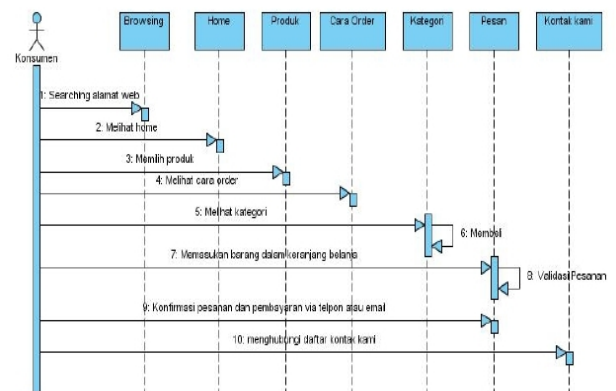 Browsing
Home
Produk
Cara Order
Kategori
Pesan
Kontak kami
Konsumen
1: Searching alamat web
2: Melihat home
3: Memilih produk
4: Melihat cara order
5: Melihat kategori
6: Membeli
7: Memasukan barang dalam keranjang belanja
8: Validasi Pesanan
9: Konfirmasi pesanan dan pembayaran via telpon atau email
10: menghubungi daftar kontak kami